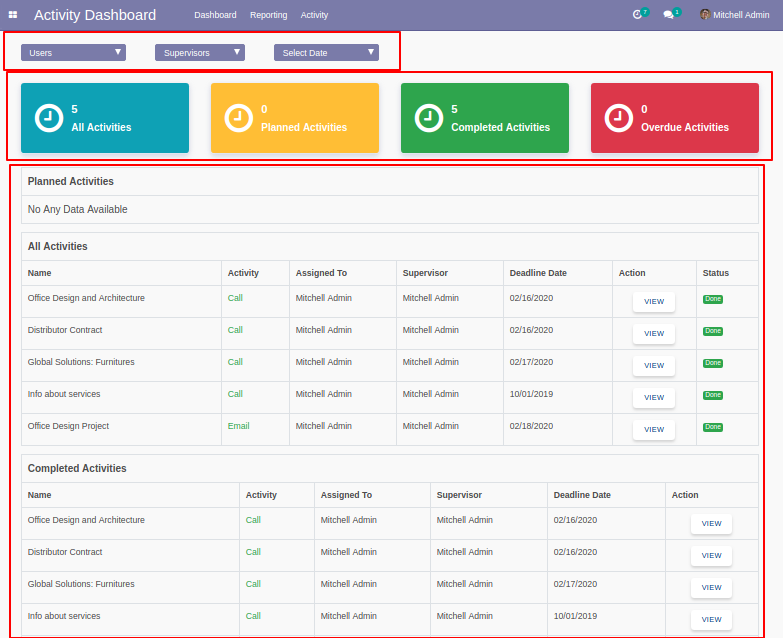 Activity Dashboard Dashboard Reporting Activity 7 1 Mitchell Admin
Users Supervisors Select Date
5 0 5 0
All Activities Planned Activities Completed Activities Overdue Activities
Planned Activities
No Any Data Available
All Activities
Name Activity Assigned To Supervisor Deadline Date Action Status
Office Design and Architecture Call Mitchell Admin Mitchell Admin 02/16/2020 VIEW Done
Distributor Contract Call Mitchell Admin Mitchell Admin 02/16/2020 VIEW Done
Global Solutions: Furnitures Call Mitchell Admin Mitchell Admin 02/17/2020 VIEW Done
Info about services Call Mitchell Admin Mitchell Admin 10/01/2019 VIEW Done
Office Design Project Email Mitchell Admin Mitchell Admin 02/18/2020 VIEW Done
Completed Activities
Name Activity Assigned To Supervisor Deadline Date Action
Office Design and Architecture Call Mitchell Admin Mitchell Admin 02/16/2020 VIEW
Distributor Contract Call Mitchell Admin Mitchell Admin 02/16/2020 VIEW
Global Solutions: Furnitures Call Mitchell Admin Mitchell Admin 02/17/2020 VIEW
Info about services Call Mitchell Admin Mitchell Admin 10/01/2019 VIEW